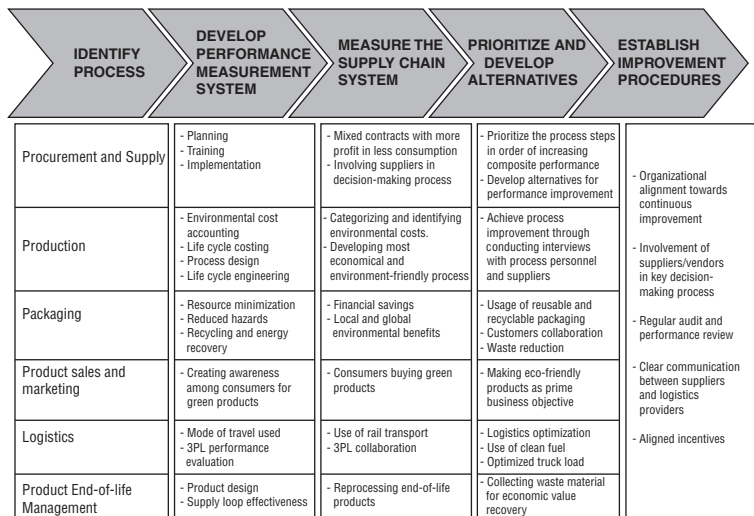 IDENTIFY
PROCESS
DEVELOP
PERFORMANCE
MEASUREMENT
SYSTEM
MEASURE THE
SUPPLY CHAIN
SYSTEM
PRIORITIZE AND
DEVELOP
ALTERNATIVES
ESTABLISH
IMPROVEMENT
PROCEDURES
Procurement and Supply
- Planning
- Training
- Implementation
- Mixed contracts with more
profit in less consumption
- Involving suppliers in
decision-making process
- Prioritize the process steps
in order of increasing
composite performance
- Develop alternatives for
performance improvement
Production
- Environmental cost
accounting
- Life cycle costing
- Process design
- Life cycle engineering
- Categorizing and identifying
environmental costs.
- Developing most
economical and
environment-friendly process
- Achieve process
improvement through
conducting interviews
with process personnel
and suppliers
Packaging
- Resource minimization
- Reduced hazards
- Recycling and energy
recovery
- Financial savings
- Local and global
environmental benefits
- Usage of reusable and
recyclable packaging
- Customers collaboration
- Waste reduction
Product sales and
marketing
- Creating awareness
among consumers for
green products
- Consumers buying green
products
- Making eco-friendly
products as prime
business objective
Logistics
- Mode of travel used
- 3PL performance
evaluation
- Use of rail transport
- 3PL collaboration
- Logistics optimization
- Use of clean fuel
- Optimized truck load
Product End-of-life
Management
- Product design
- Supply loop effectiveness
- Reprocessing end-of-life
products
- Collecting waste material
for economic value
recovery
- Organizational
alignment towards
continuous
improvement
- Involvement of
suppliers/vendors
in key decision-
making process
- Regular audit and
performance review
- Clear communication
between suppliers
and logistics
providers
- Aligned incentives